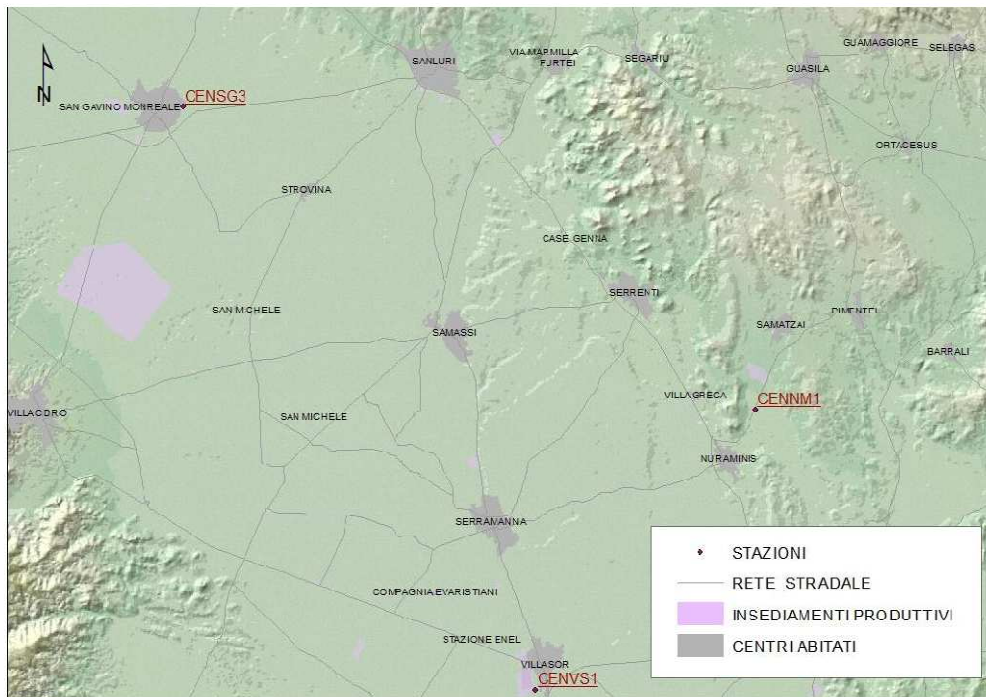 N
SANLURI
VIA MARMILLA
FURTEI
SEGARIU
GUAMAGGIORE
SELEGAS
GUASILA
SAN GAVINO MONREALE
CENSG3
ORTACESUS
STROVINA
CASE GENNA
SAN MICHELE
SERRENTI
SAMASSI
SAMATZAI
PIMENTEL
BARRALI
VILLACIDRO
SAN MICHELE
VILLAGRECA
CENNM1
NURAMINIS
SERRAMANNA
COMPAGNIA EVARISTIANI
STAZIONE ENEL
VILLASOR
CENVS1
STAZIONI
RETE STRADALE
INSEDIAMENTI PRODUTTIVI
CENTRI ABITATI